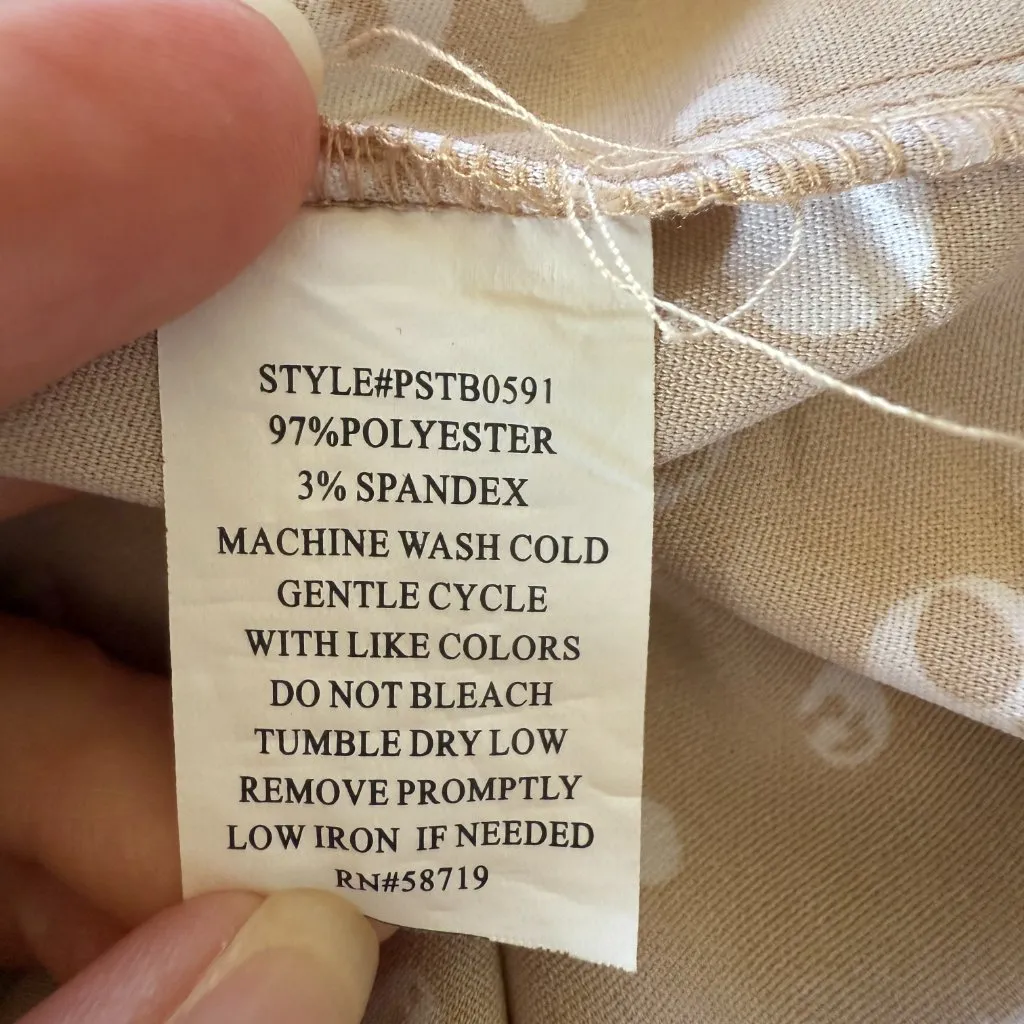 STYLE#PSTB0591
97%POLYESTER
3% SPANDEX
MACHINE WASH COLD
GENTLE CYCLE
WITH LIKE COLORS
DO NOT BLEACH
TUMBLE DRY LOW
REMOVE PROMPTLY
LOW IRON IF NEEDED
RN#58719